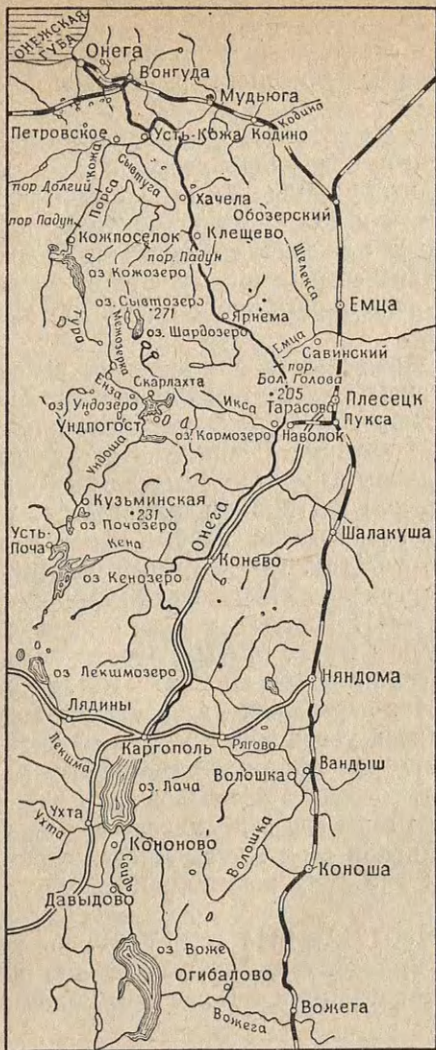 ОНЕЖСКАЯ
ГУБА
Онега
Вонгуда
Мудьюга
Кодина
Петровское
Усть-Кожа
Кодино
Кожа
Сывтуга
пор Долгий
Порса
Хачела
Обозерский
пор Падун
Кожпоселок
Клещево
пор. Падун
Шелекса
оз. Кожозеро
оз. Сывтозеро
•271
Емца
Тура
Ярнема
оз. Шардозеро
Емца
Савинский
пор.
Бол. Голова
Енза
Скарлахта
•205
Плесецк
оз. Ундозеро
Икса
Тарасово
Пукса
Ундпогост
оз. Кармозеро
Наволок
Ундоша
Онега
Кузьминская
•231
оз Почозеро
Шалакуша
Усть-
Поча
Кена
Конево
оз. Кенозеро
оз Лекшмозеро
Няндома
Лядины
Лекшма
Каргополь
Рягово
Вандыш
оз. Лача
Волошка
Ухта
Ухта
Кононово
Волошка
Свидь
Коноша
Давыдово
оз Воже
Огибалово
Вожега
Вожега